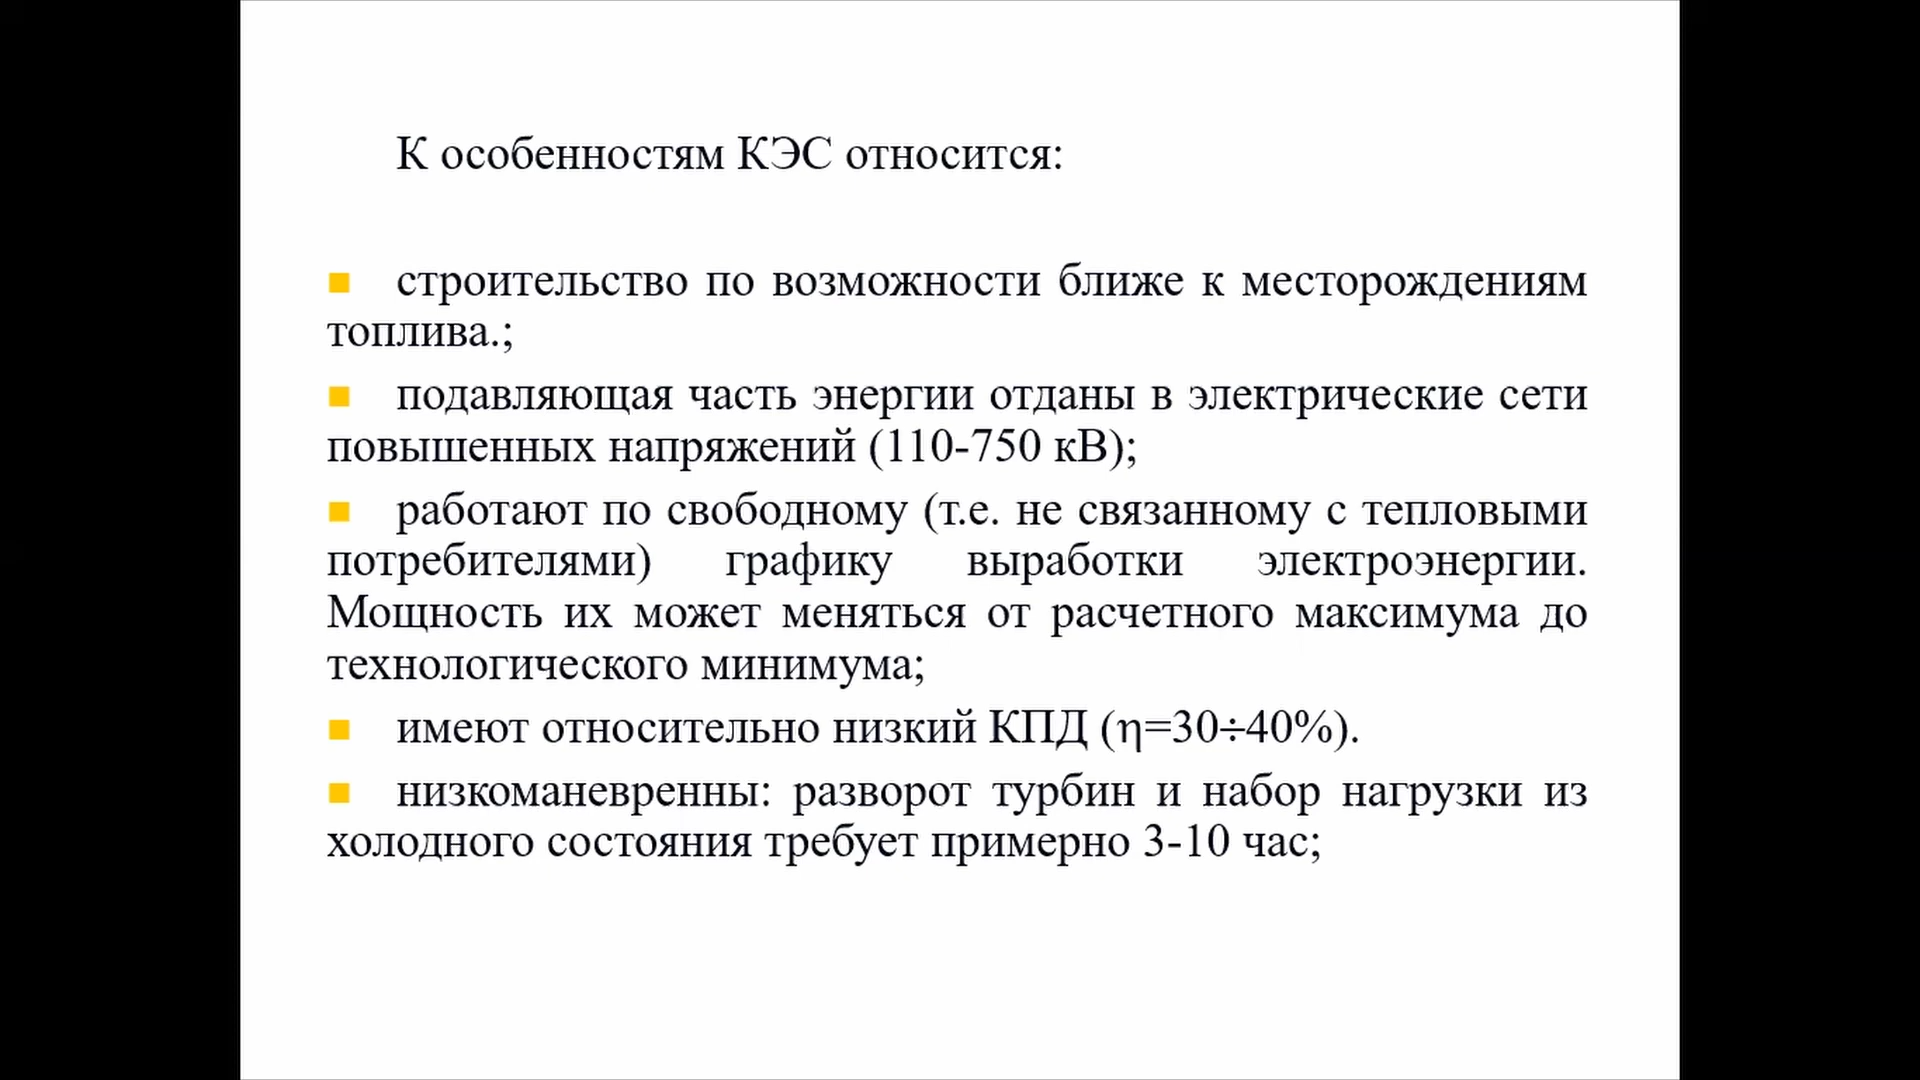 К особенностям КЭС относится:
строительство по возможности ближе к месторождениям
топлива.;
подавляющая часть энергии отданы в электрические сети
повышенных напряжений (110-750 кВ);
работают по свободному (т.е. не связанному с тепловыми
потребителями) графику выработки электроэнергии.
Мощность их может меняться от расчетного максимума до
технологического минимума;
имеют относительно низкий КПД (η=30÷40%).
низкоманевренны: разворот турбин и набор нагрузки из
холодного состояния требует примерно 3-10 час;